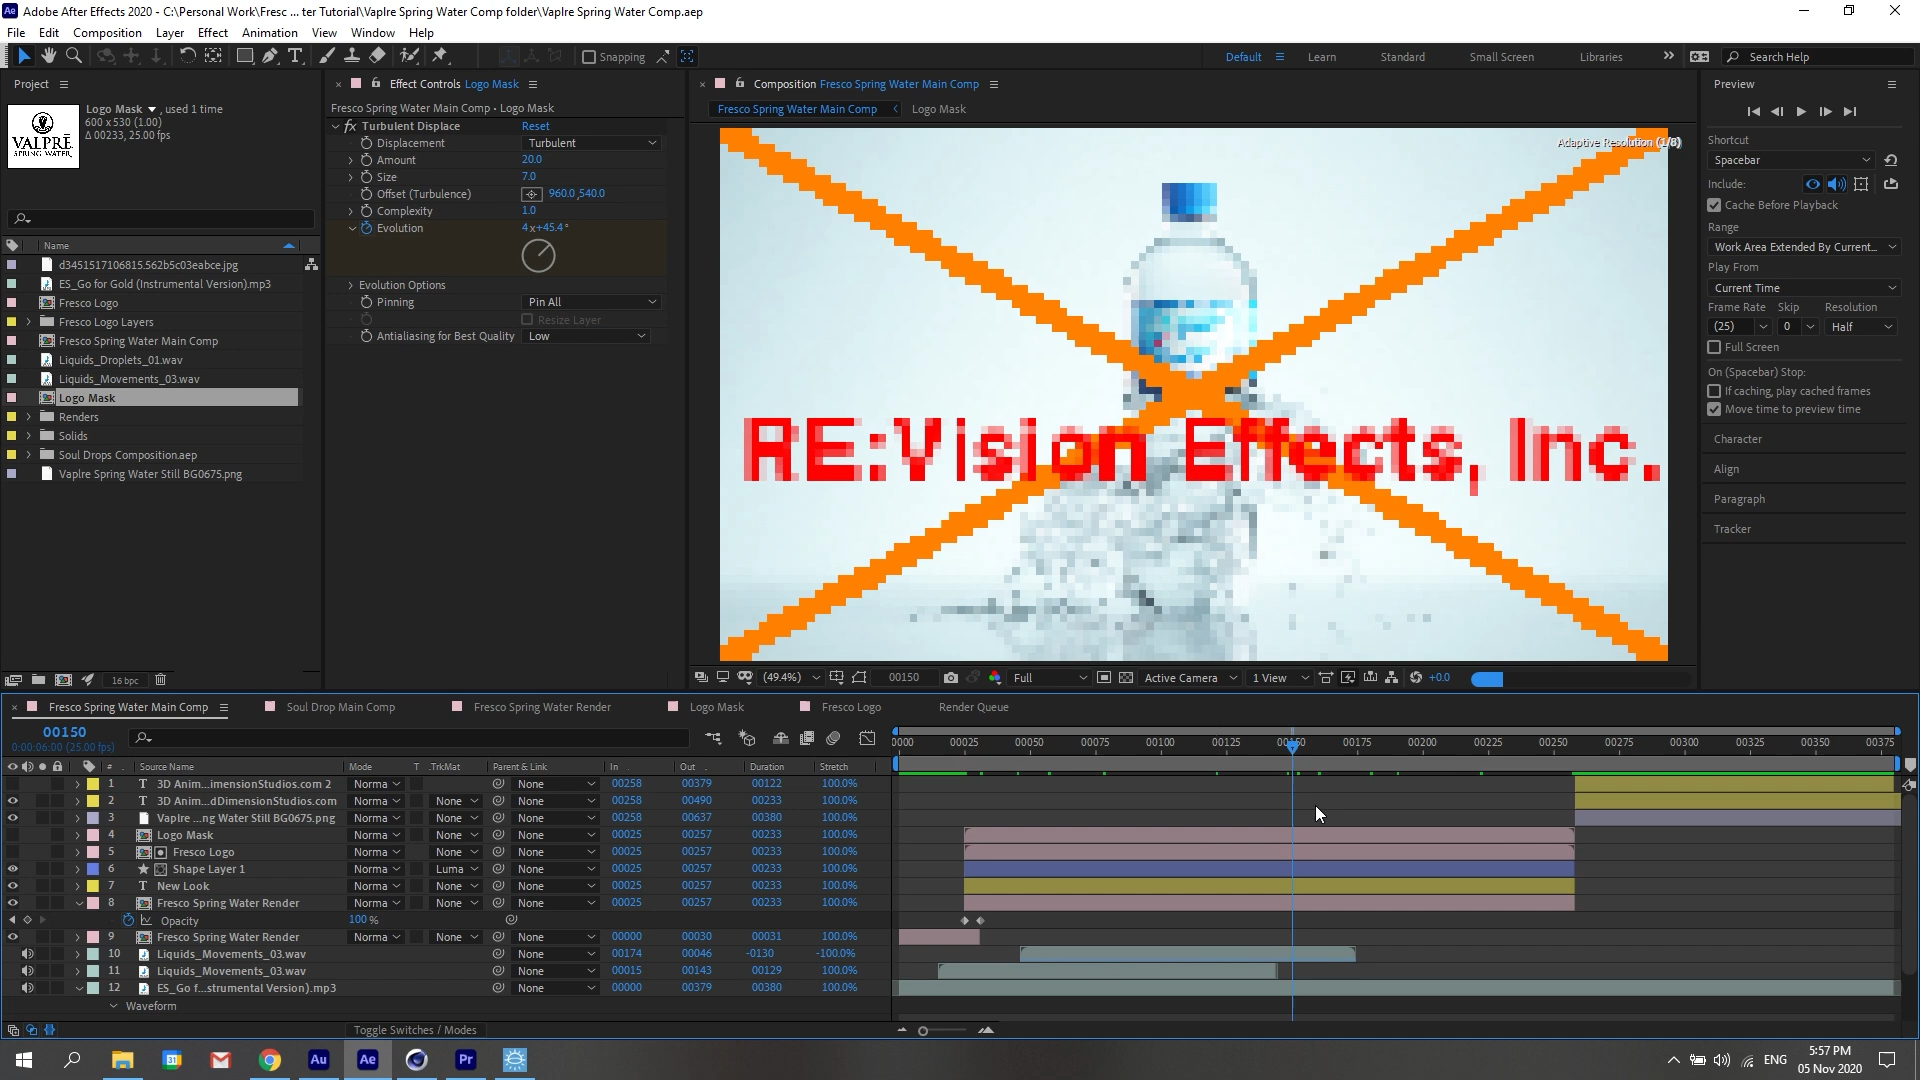 Adobe After Effects 2020 - C:\Personal Work\Fresc ... ter Tutorial\Vaplre Spring Water Comp folder\Vaplre Spring Water Comp.aep
File Edit Composition Layer Effect Animation View Window Help
Snapping Default Learn Standard Small Screen Libraries Search Help
Project
Logo Mask , used 1 time
600 x 530 (1.00)
Δ 00233, 25.00 fps
VALPRĒ
SPRING WATER
Name
d3451517106815.562b5c03eabce.jpg
ES_Go for Gold (Instrumental Version).mp3
Fresco Logo
Fresco Logo Layers
Fresco Spring Water Main Comp
Liquids_Droplets_01.wav
Liquids_Movements_03.wav
Logo Mask
Renders
Solids
Soul Drops Composition.aep
Vaplre Spring Water Still BG0675.png
16 bpc
Effect Controls Logo Mask
Fresco Spring Water Main Comp • Logo Mask
fx Turbulent Displace Reset
Displacement Turbulent
Amount 20.0
Size 7.0
Offset (Turbulence) 960.0,540.0
Complexity 1.0
Evolution 4x+45.4°
Evolution Options
Pinning Pin All
Resize Layer
Antialiasing for Best Quality Low
Composition Fresco Spring Water Main Comp
Fresco Spring Water Main Comp Logo Mask
Adaptive Resolution (1/8)
RE:Vision Effects, Inc.
(49.4%) 00150 Full Active Camera 1 View +0.0
Preview
Shortcut
Spacebar
Include:
Cache Before Playback
Range
Work Area Extended By Current...
Play From
Current Time
Frame Rate Skip Resolution
(25) 0 Half
Full Screen
On (Spacebar) Stop:
If caching, play cached frames
Move time to preview time
Character
Align
Paragraph
Tracker
Fresco Spring Water Main Comp Soul Drop Main Comp Fresco Spring Water Render Logo Mask Fresco Logo Render Queue
00150
0:00:06:00 (25.00 fps)
0000 00025 00050 00075 00100 00125 00150 00175 00200 00225 00250 00275 00300 00325 00350 00375
# Source Name Mode T .TrkMat Parent & Link In Out Duration Stretch
1 T 3D Anim...imensionStudios.com 2 Norma None 00258 00379 00122 100.0%
2 T 3D Anim...dDimensionStudios.com Norma None None 00258 00490 00233 100.0%
3 Vaplre ...ng Water Still BG0675.png Norma None None 00258 00637 00380 100.0%
4 Logo Mask Norma None None 00025 00257 00233 100.0%
5 Fresco Logo Norma None None 00025 00257 00233 100.0%
6 Shape Layer 1 Norma Luma None 00025 00257 00233 100.0%
7 T New Look Norma None None 00025 00257 00233 100.0%
8 Fresco Spring Water Render Norma None None 00025 00257 00233 100.0%
Opacity 100 %
9 Fresco Spring Water Render Norma None None 00000 00030 00031 100.0%
10 Liquids_Movements_03.wav None 00174 00046 -0130 -100.0%
11 Liquids_Movements_03.wav None 00015 00143 00129 100.0%
12 ES_Go f...strumental Version).mp3 None 00000 00379 00380 100.0%
Waveform
Toggle Switches / Modes
31 Au Ae Pr
ENG 5:57 PM
05 Nov 2020